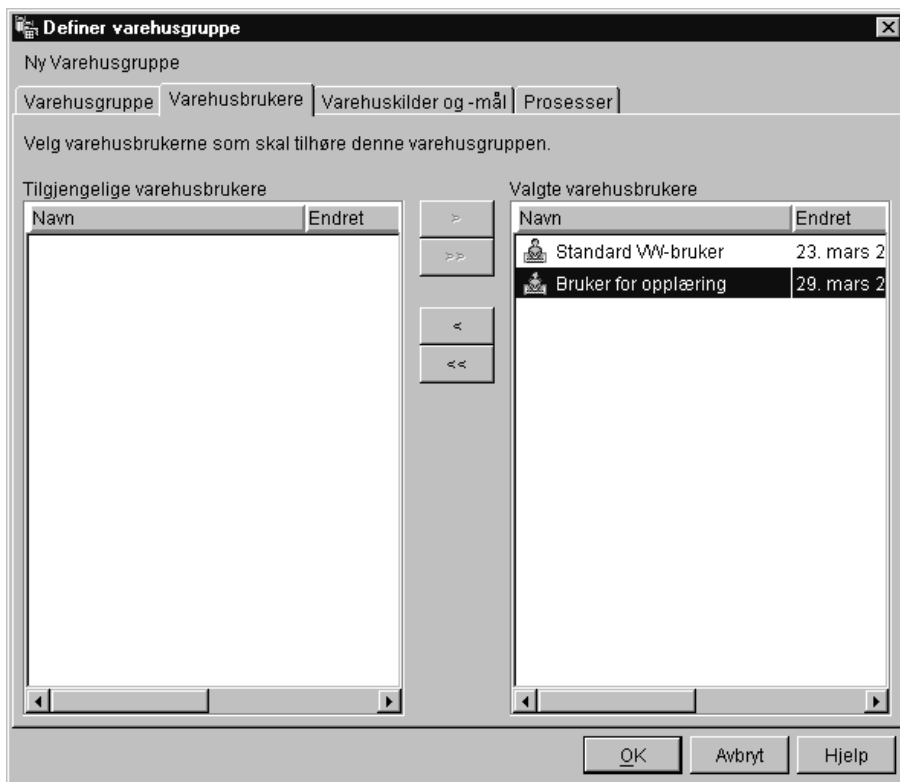 Definer varehusgruppe
Ny Varehusgruppe
Varehusgruppe Varehusbrukere Varehuskilder og -mål Prosesser
Velg varehusbrukerne som skal tilhøre denne varehusgruppen.
Tilgjengelige varehusbrukere
Navn Endret
>
>>
<
<<
Valgte varehusbrukere
Navn Endret
Standard VW-bruker 23. mars 2
Bruker for opplæring 29. mars 2
OK Avbryt Hjelp